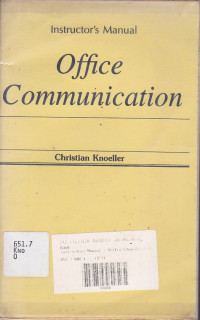 Instructor's Manual
Office
Communication
Christian Knoeller
651.7
KNO
O